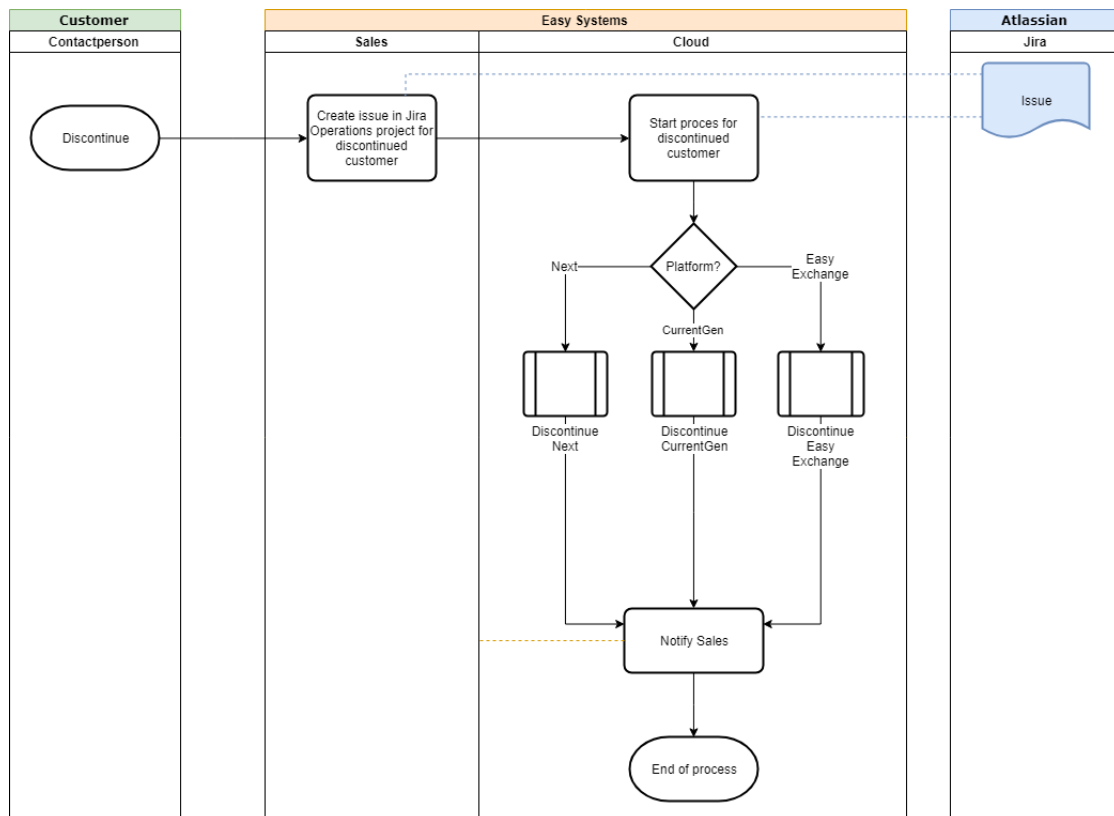 Customer
Easy Systems
Atlassian
Contactperson
Sales
Cloud
Jira
Discontinue
Create issue in Jira
Operations project for
discontinued
customer
Start proces for
discontinued
customer
Issue
Platform?
Next
Easy
Exchange
CurrentGen
Discontinue
Next
Discontinue
CurrentGen
Discontinue
Easy
Exchange
Notify Sales
End of process